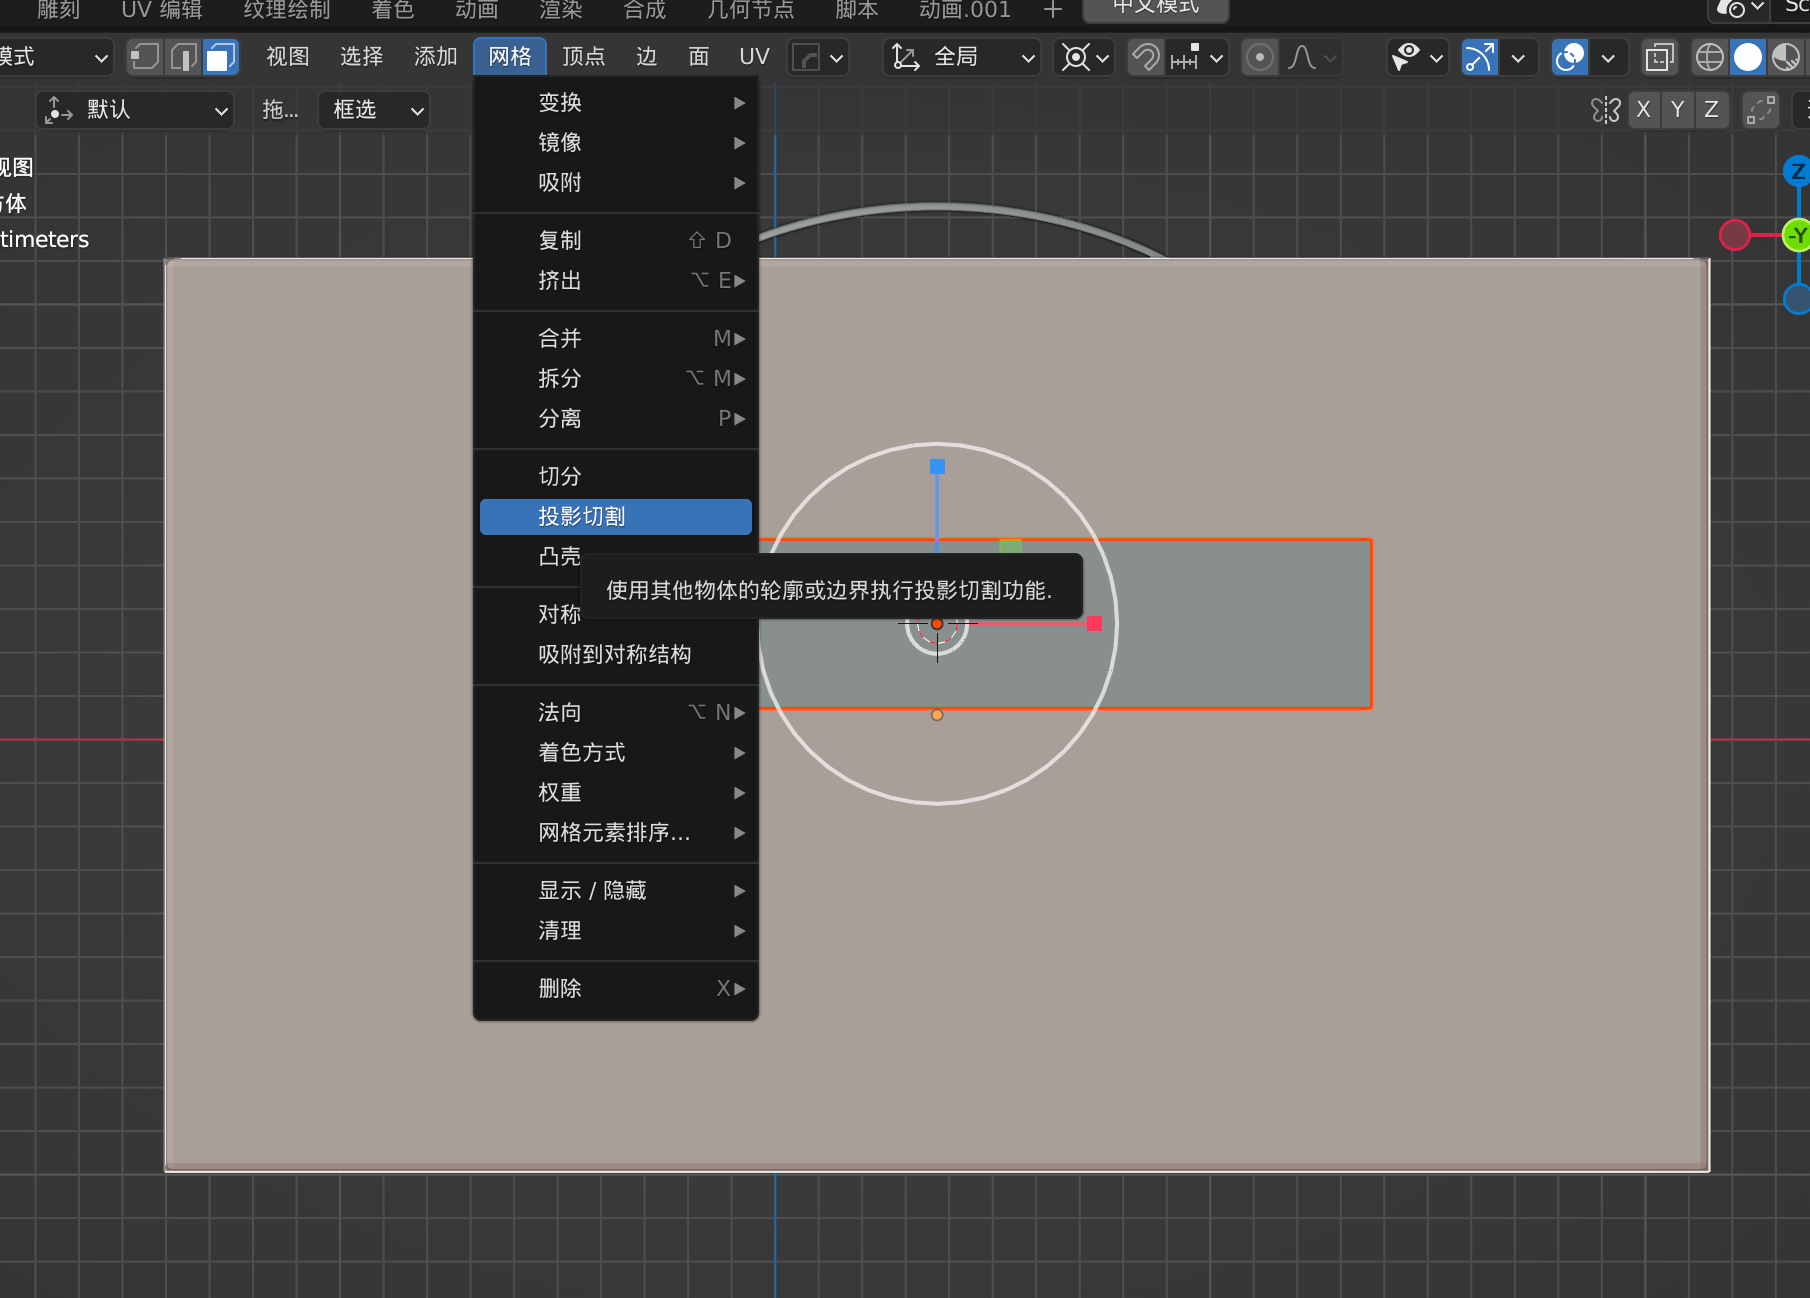 雕刻 UV 编辑 纹理绘制 着色 动画 渲染 合成 几何节点 脚本 动画.001 + 中文模式 Sc
模式 视图 选择 添加 网格 顶点 边 面 UV 全局
默认 拖... 框选 X Y Z
视图
方体
timeters
Z
-Y
变换
镜像
吸附
复制 ⇧ D
挤出 ⌥ E
合并 M
拆分 ⌥ M
分离 P
切分
投影切割
凸壳
使用其他物体的轮廓或边界执行投影切割功能.
对称
吸附到对称结构
法向 ⌥ N
着色方式
权重
网格元素排序...
显示 / 隐藏
清理
删除 X